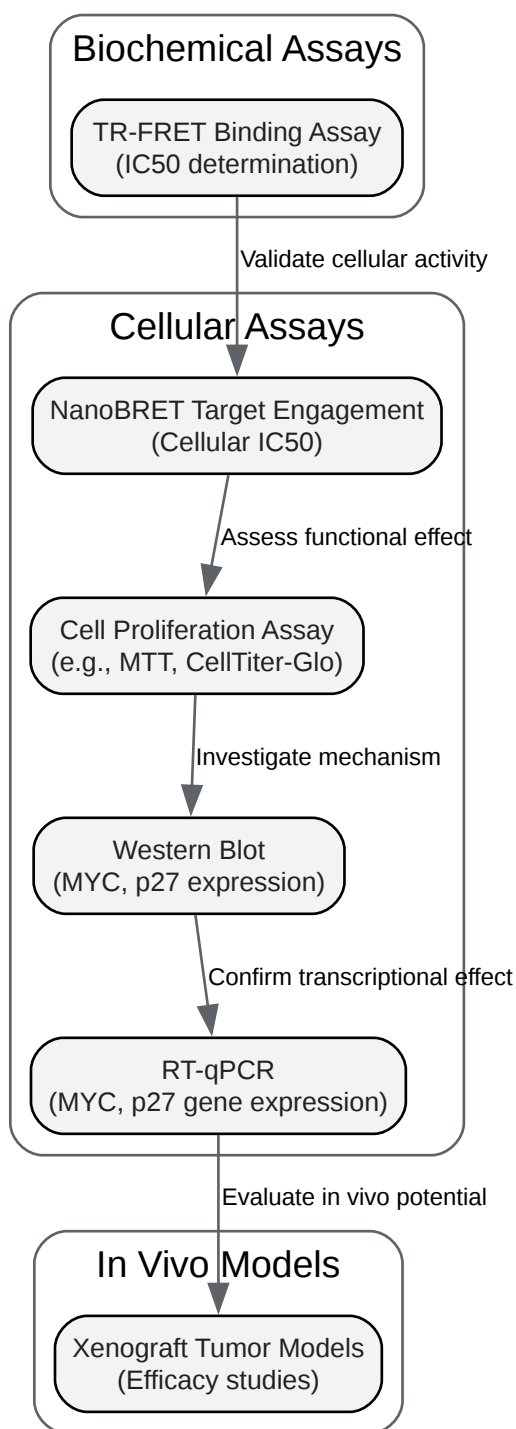 Biochemical Assays
TR-FRET Binding Assay
(IC50 determination)
Validate cellular activity
Cellular Assays
NanoBRET Target Engagement
(Cellular IC50)
Assess functional effect
Cell Proliferation Assay
(e.g., MTT, CellTiter-Glo)
Investigate mechanism
Western Blot
(MYC, p27 expression)
Confirm transcriptional effect
RT-qPCR
(MYC, p27 gene expression)
Evaluate in vivo potential
In Vivo Models
Xenograft Tumor Models
(Efficacy studies)